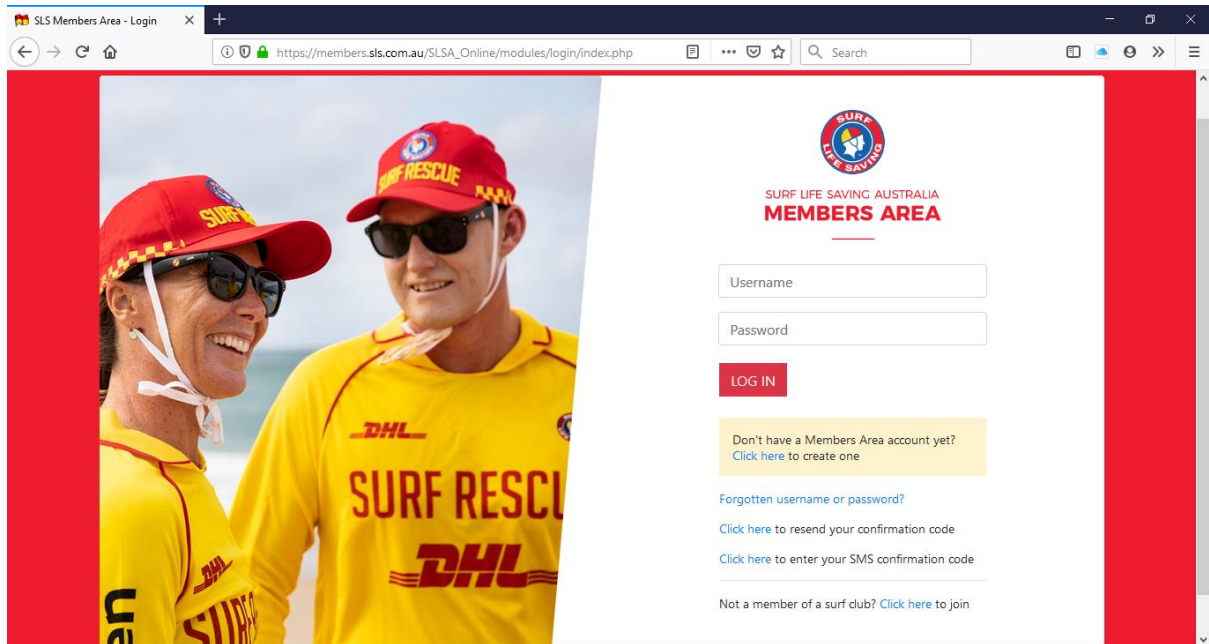 SLS Members Area - Login
https://members.sls.com.au/SLSA_Online/modules/login/index.php
Search
SURF
LIFE SAVING
SURF LIFE SAVING AUSTRALIA
MEMBERS AREA
Username
Password
LOG IN
Don't have a Members Area account yet?
Click here to create one
Forgotten username or password?
Click here to resend your confirmation code
Click here to enter your SMS confirmation code
Not a member of a surf club? Click here to join
SURF RESCUE
DHL
SURF RESCU
DHL
DHL